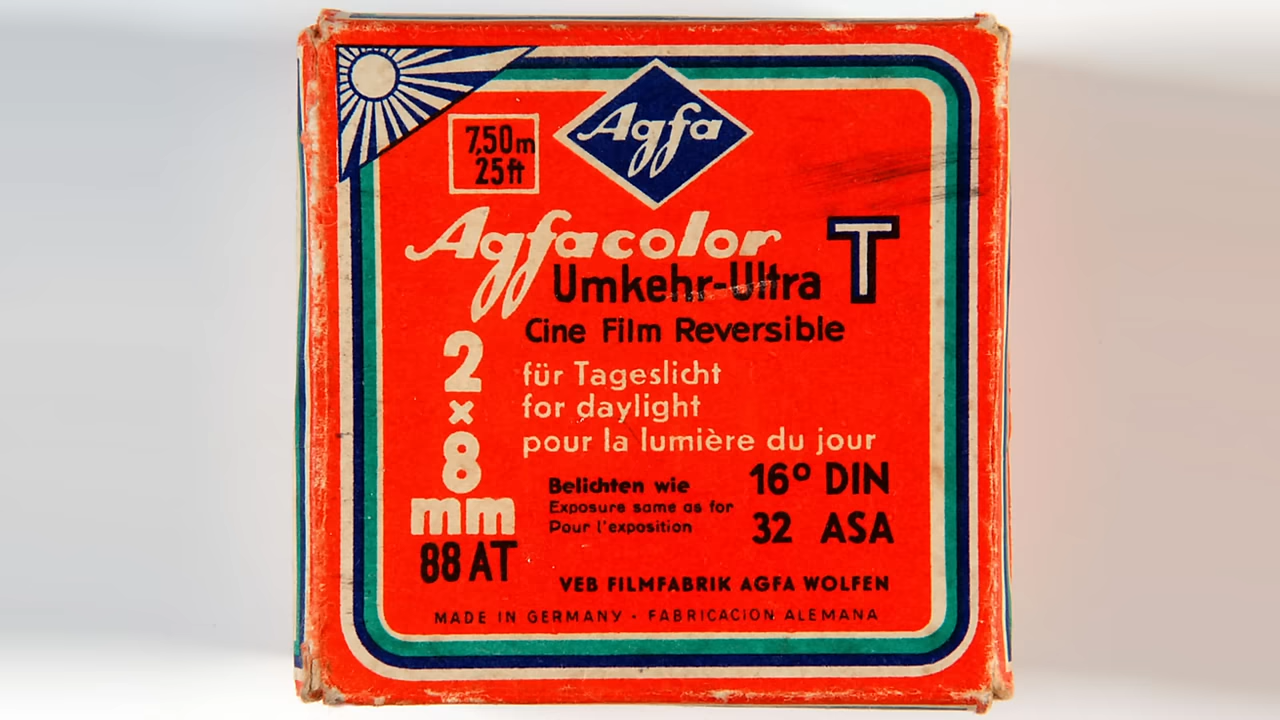 Agfa
7,50m
25ft
Agfacolor
Umkehr-Ultra T
Cine Film Reversible
2
x
8
mm
88 AT
für Tageslicht
for daylight
pour la lumière du jour
Belichten wie
Exposure same as for
Pour l'exposition
16° DIN
32 ASA
VEB FILMFABRIK AGFA WOLFEN
MADE IN GERMANY · FABRICACION ALEMANA